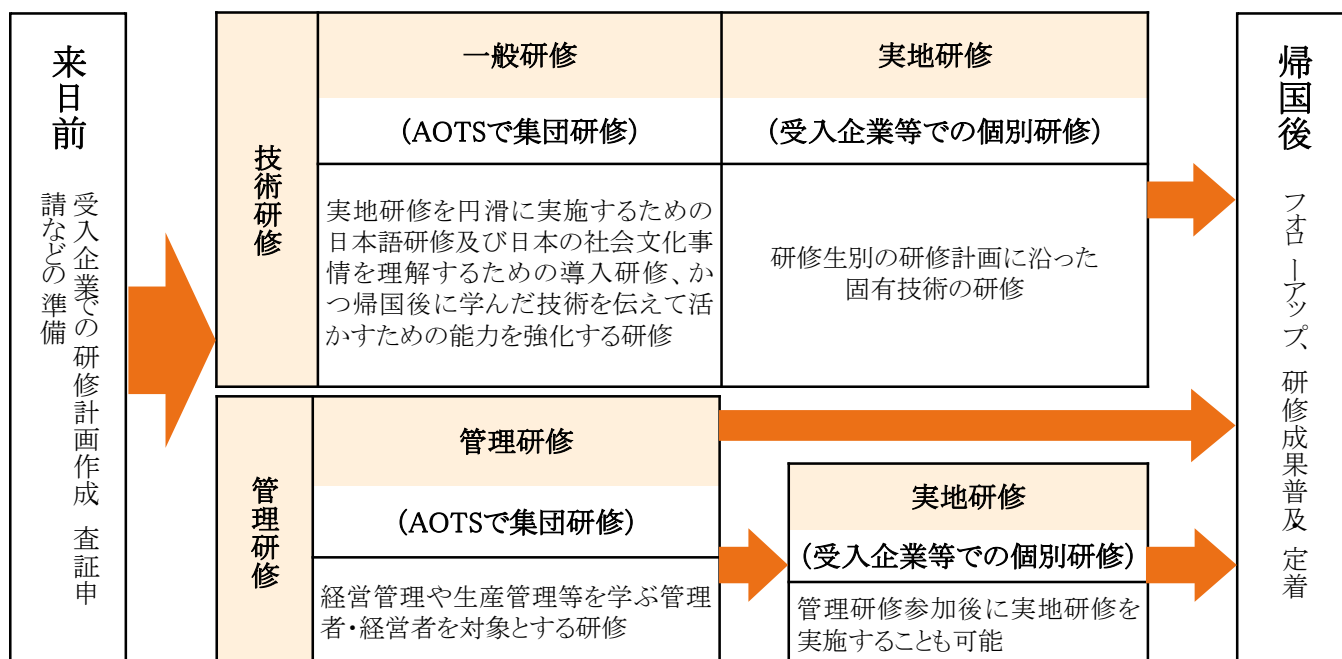 来日前
受入企業での研修計画作成 査証申
請などの準備
技術研修
一般研修
(AOTSで集団研修)
実地研修を円滑に実施するための
日本語研修及び日本の社会文化事
情を理解するための導入研修、か
つ帰国後に学んだ技術を伝えて活
かすための能力を強化する研修
実地研修
(受入企業等での個別研修)
研修生別の研修計画に沿った
固有技術の研修
管理研修
管理研修
(AOTSで集団研修)
経営管理や生産管理等を学ぶ管理
者・経営者を対象とする研修
実地研修
(受入企業等での個別研修)
管理研修参加後に実地研修を
実施することも可能
帰国後
フォローアップ、研修成果普及 定着